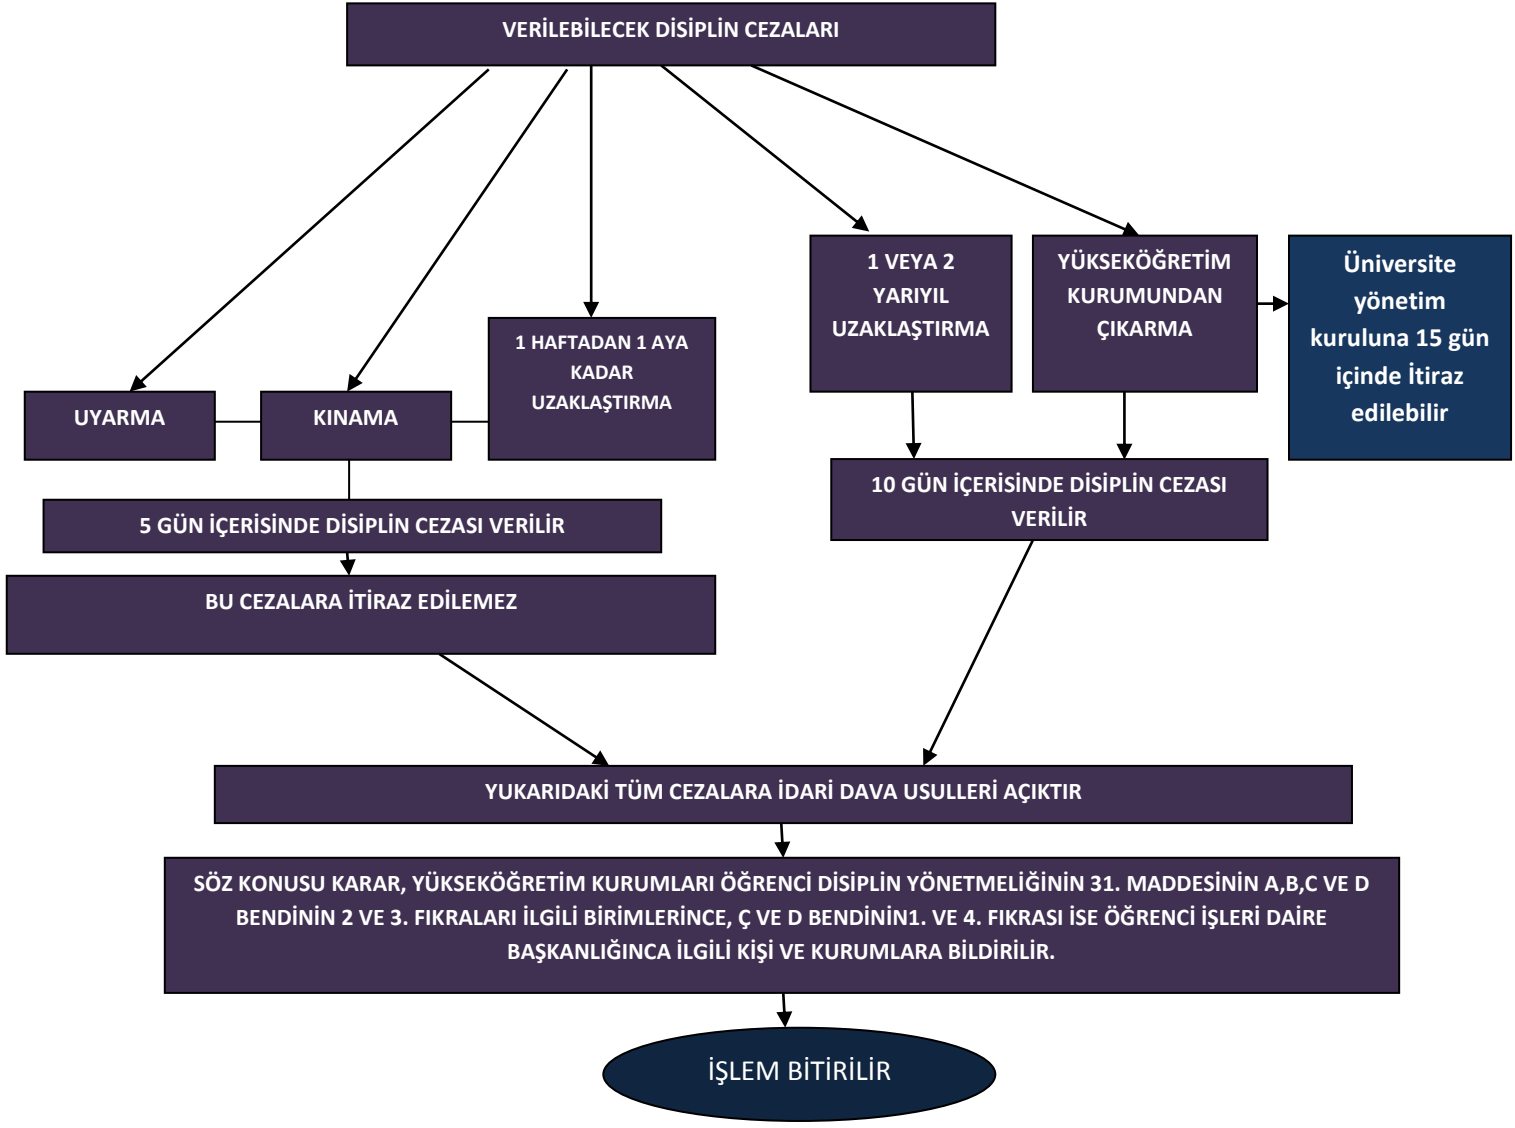 VERİLEBİLECEK DİSİPLİN CEZALARI
1 VEYA 2
YARIYIL
UZAKLAŞTIRMA
YÜKSEKÖĞRETİM
KURUMUNDAN
ÇIKARMA
Üniversite
yönetim
kuruluna 15 gün
içinde İtiraz
edilebilir
UYARMA
KINAMA
1 HAFTADAN 1 AYA
KADAR
UZAKLAŞTIRMA
5 GÜN İÇERİSİNDE DİSİPLİN CEZASI VERİLİR
10 GÜN İÇERİSİNDE DİSİPLİN CEZASI
VERİLİR
BU CEZALARA İTİRAZ EDİLEMEZ
YUKARIDAKİ TÜM CEZALARA İDARİ DAVA USULLERİ AÇIKTIR
SÖZ KONUSU KARAR, YÜKSEKÖĞRETİM KURUMLARI ÖĞRENCİ DİSİPLİN YÖNETMELİĞİNİN 31. MADDESİNİN A,B,C VE D
BENDİNİN 2 VE 3. FIKRALARI İLGİLİ BİRİMLERİNCE, Ç VE D BENDİNİN1. VE 4. FIKRASI İSE ÖĞRENCİ İŞLERİ DAİRE
BAŞKANLIĞINCA İLGİLİ KİŞİ VE KURUMLARA BİLDİRİLİR.
İŞLEM BİTİRİLİR